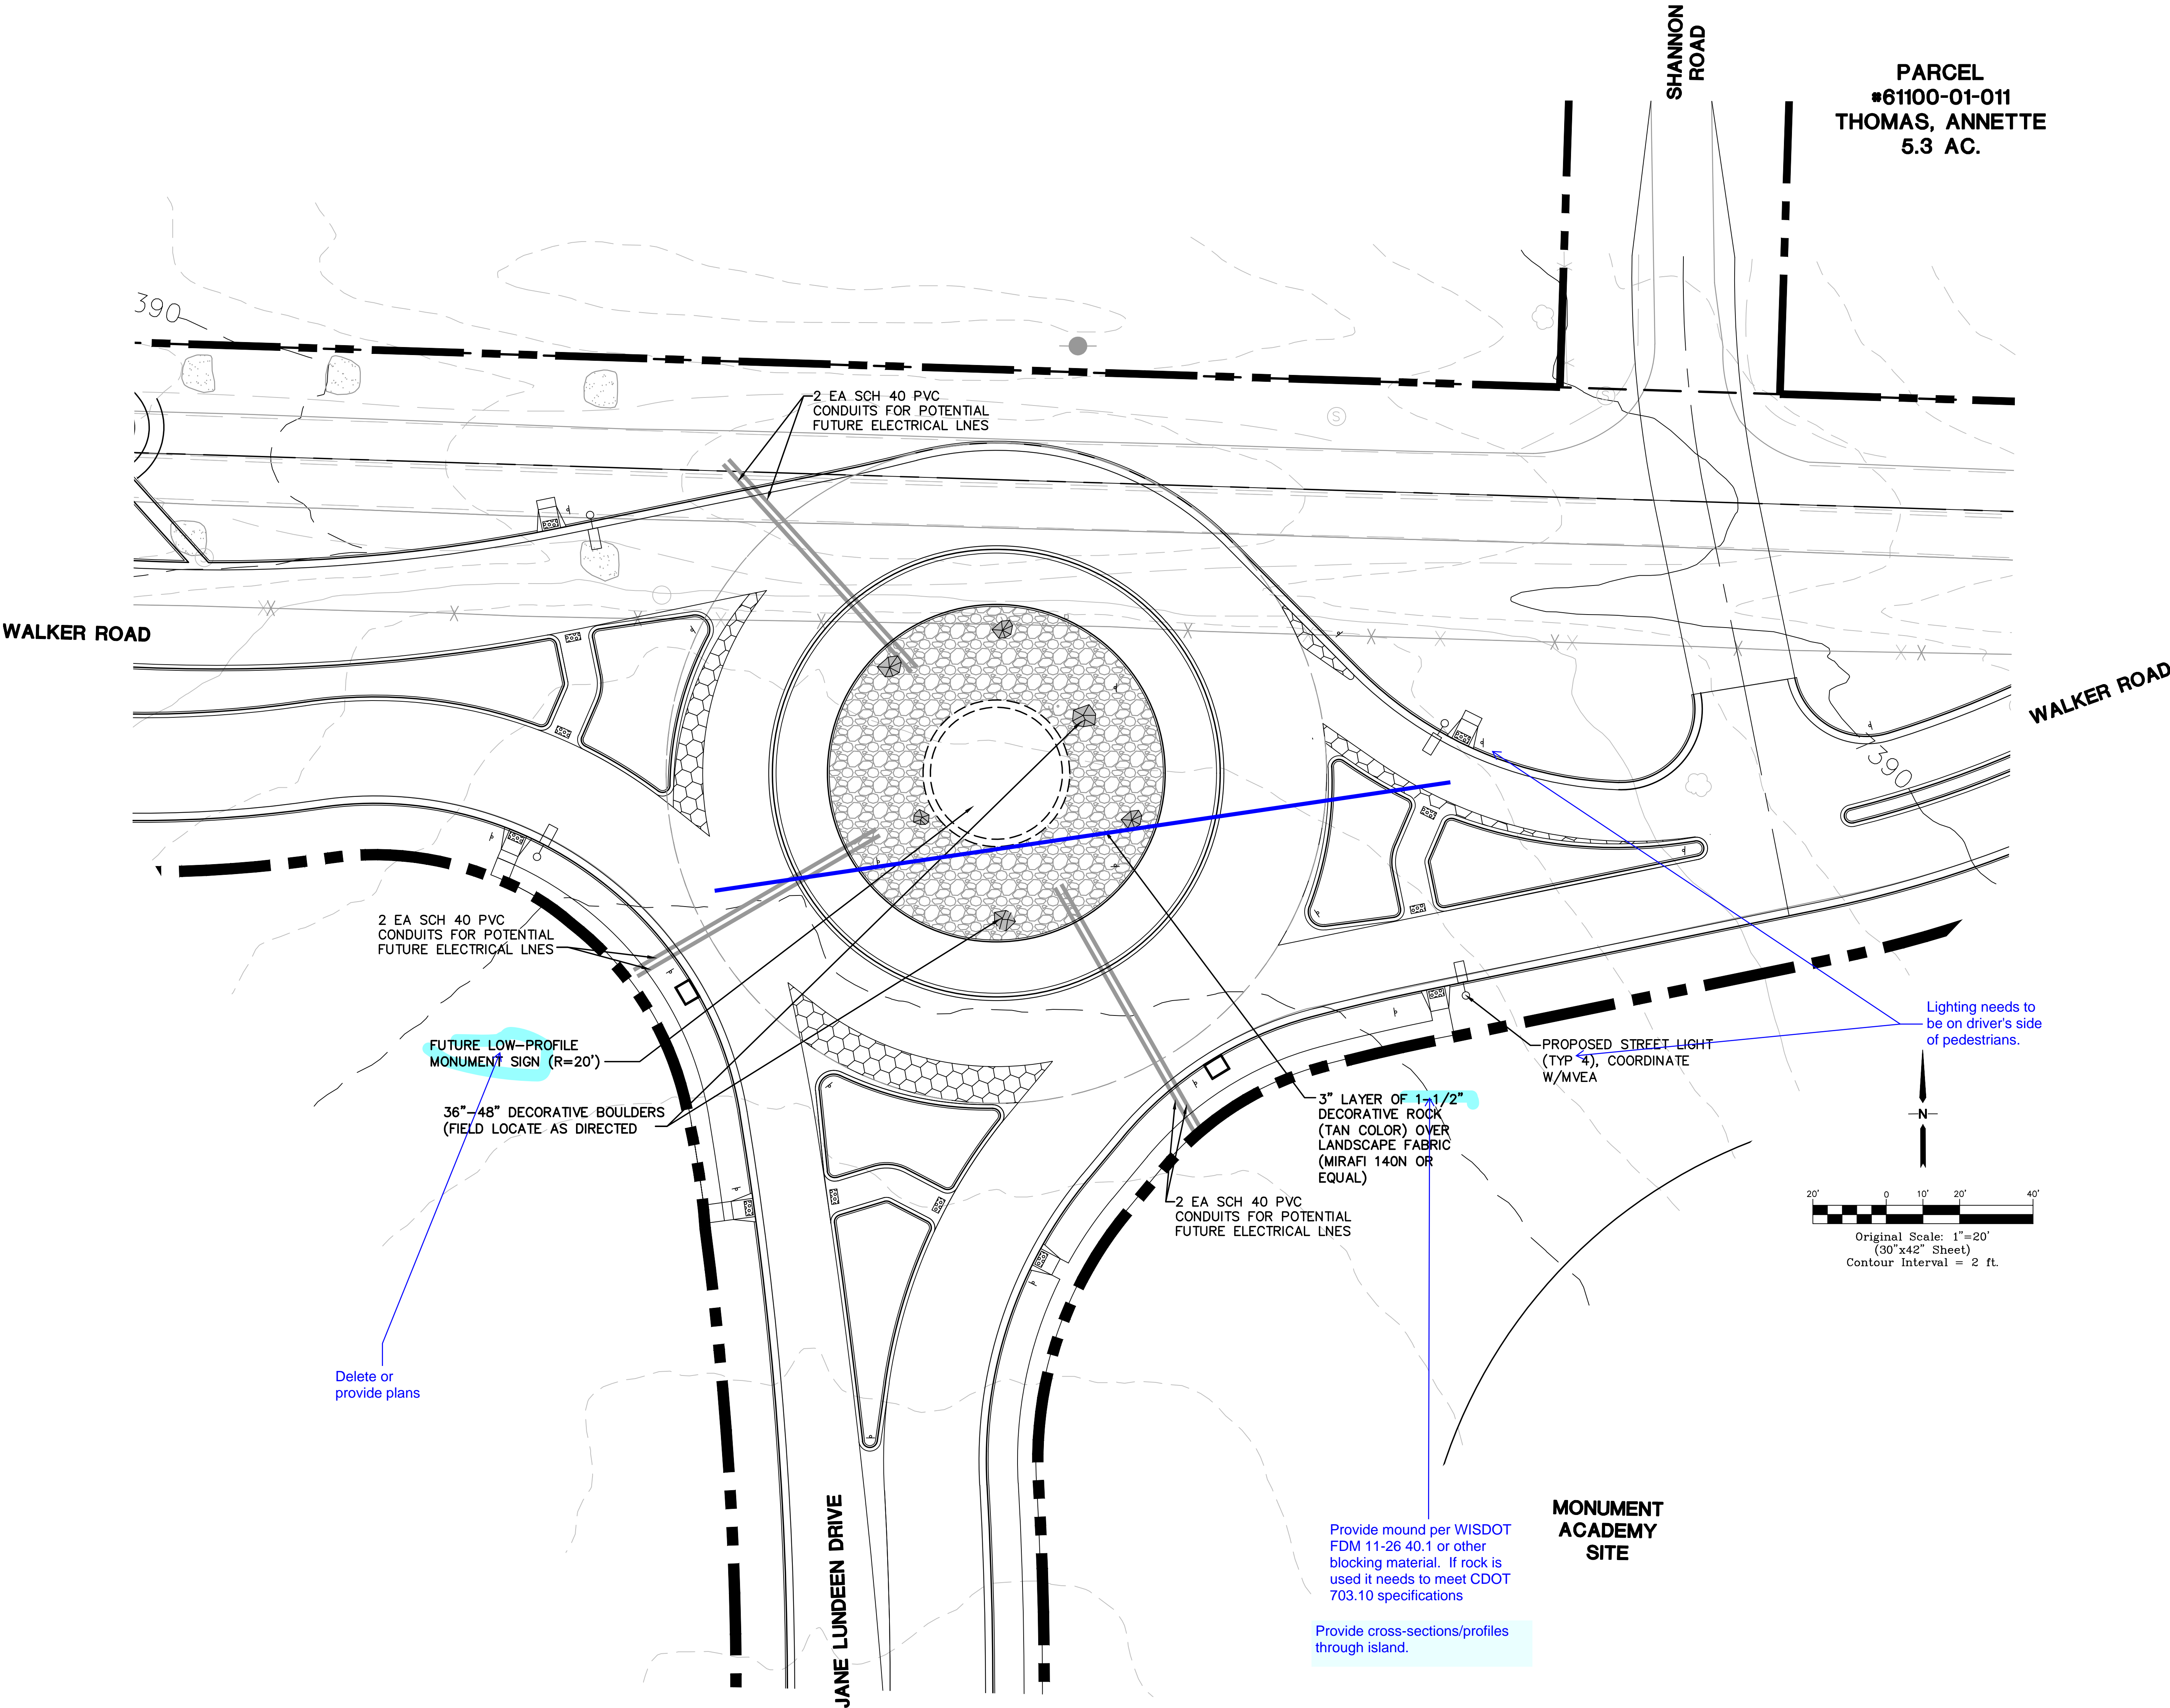 SHANNON
ROAD
PARCEL
#61100-01-011
THOMAS, ANNETTE
5.3 AC.
390
2 EA SCH 40 PVC
CONDUITS FOR POTENTIAL
FUTURE ELECTRICAL LNES
S
S
WALKER ROAD
WALKER ROAD
1390
2 EA SCH 40 PVC
CONDUITS FOR POTENTIAL
FUTURE ELECTRICAL LNES
FUTURE LOW-PROFILE
MONUMENT SIGN (R=20')
36"-48" DECORATIVE BOULDERS
(FIELD LOCATE AS DIRECTED
Lighting needs to
be on driver's side
of pedestrians.
PROPOSED STREET LIGHT
(TYP 4), COORDINATE
W/MVEA
3" LAYER OF 1-1/2"
DECORATIVE ROCK
(TAN COLOR) OVER
LANDSCAPE FABRIC
(MIRAFI 140N OR
EQUAL)
2 EA SCH 40 PVC
CONDUITS FOR POTENTIAL
FUTURE ELECTRICAL LNES
N
20' 0 10' 20' 40'
Original Scale: 1"=20'
(30"x42" Sheet)
Contour Interval = 2 ft.
Delete or
provide plans
JANE LUNDEEN DRIVE
MONUMENT
ACADEMY
SITE
Provide mound per WISDOT
FDM 11-26 40.1 or other
blocking material. If rock is
used it needs to meet CDOT
703.10 specifications
Provide cross-sections/profiles
through island.